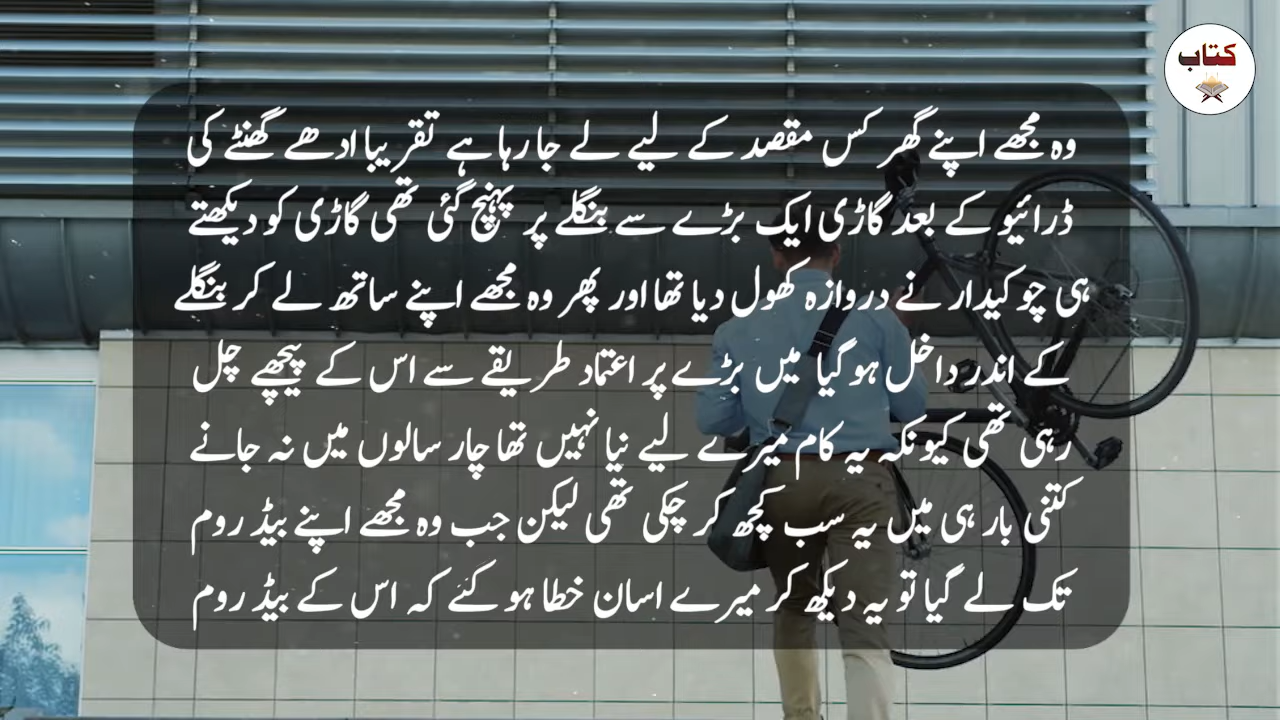 کتاب
وہ مجھے اپنے گھر کس مقصد کے لیے لے جا رہا ہے تقریبا ادھے گھنٹے کی
ڈرائیو کے بعد گاڑی ایک بڑے سے بنگلے پر پہنچ گئی تھی گاڑی کو دیکھتے
ہی چوکیدار نے دروازہ کھول دیا تھا اور پھر وہ مجھے اپنے ساتھ لے کر بنگلے
کے اندر داخل ہو گیا میں بڑے پر اعتماد طریقے سے اس کے پیچھے چل
رہی تھی کیونکہ یہ کام میرے لیے نیا نہیں تھا چار سالوں میں نہ جانے
کتنی بار ہی میں یہ سب کچھ کر چکی تھی لیکن جب وہ مجھے اپنے بیڈ روم
تک لے گیا تو یہ دیکھ کر میرے اسان خطا ہو گئے کہ اس کے بیڈ روم